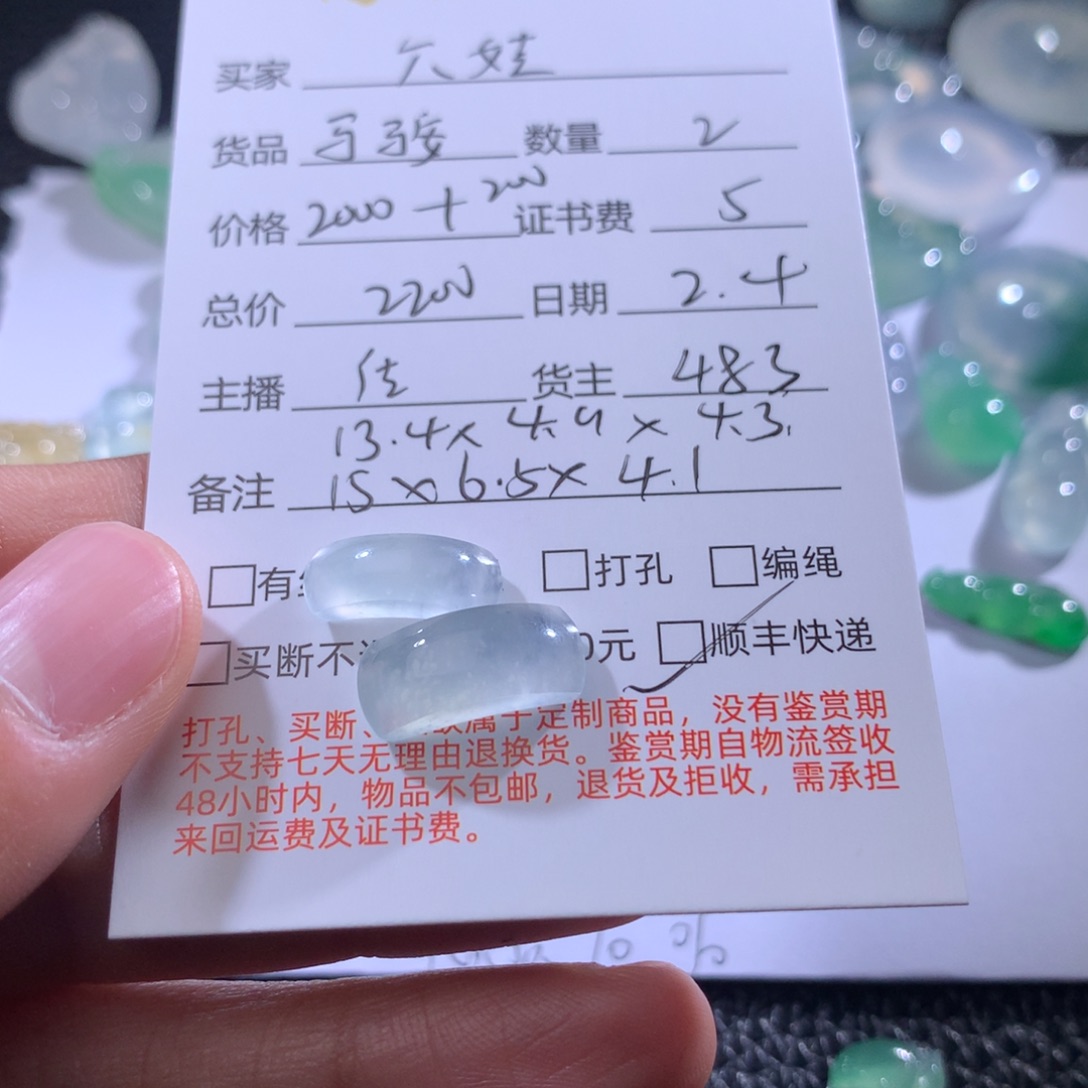 买家 六娃
货品 马鞍 数量 2
价格 2000 + 200 证书费 5
总价 2200 日期 2.4
主播 佳 货主 483
13.4x 4.9 x 4.3
备注 15 x 6.5x 4.1
□有 □打孔 □编绳
□买断不 0元 □顺丰快递
打孔、买断、 属于定制商品，没有鉴赏期
不支持七天无理由退换货。鉴赏期自物流签收
48小时内，物品不包邮，退货及拒收，需承担
来回运费及证书费。